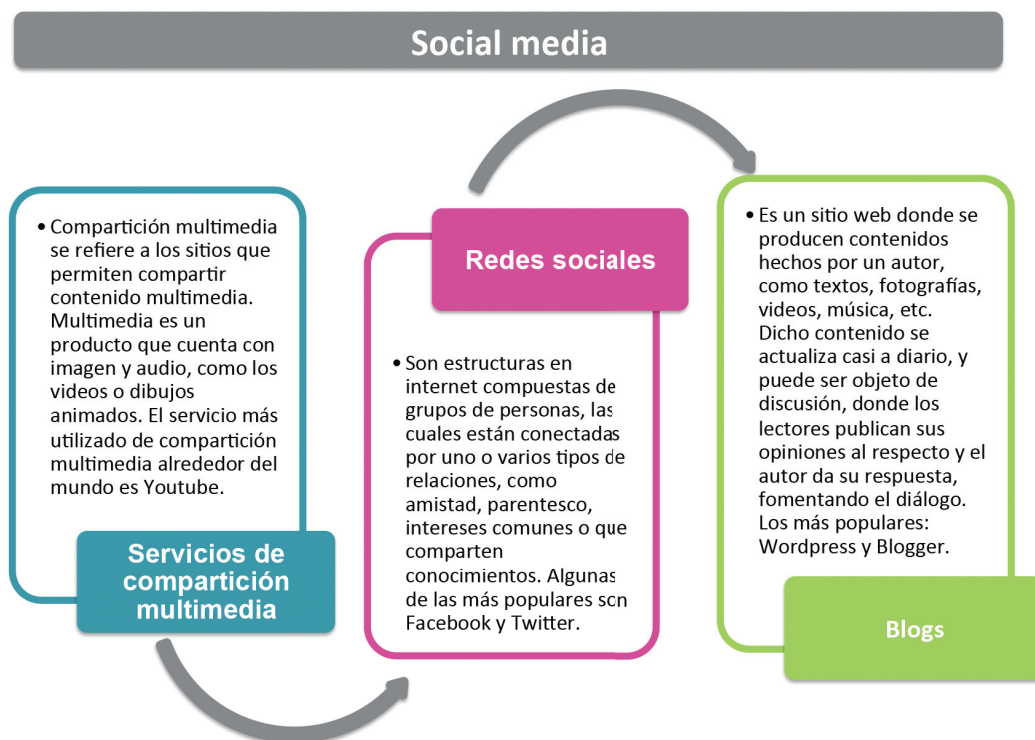 Social media
• Compartición multimedia
se refiere a los sitios que
permiten compartir
contenido multimedia.
Multimedia es un
producto que cuenta con
imagen y audio, como los
videos o dibujos
animados. El servicio más
utilizado de compartición
multimedia alrededor del
mundo es Youtube.
Servicios de
compartición
multimedia
Redes sociales
• Son estructuras en
internet compuestas de
grupos de personas, las
cuales están conectadas
por uno o varios tipos de
relaciones, como
amistad, parentesco,
intereses comunes o que
comparten
conocimientos. Algunas
de las más populares son
Facebook y Twitter.
• Es un sitio web donde se
producen contenidos
hechos por un autor,
como textos, fotografías,
videos, música, etc.
Dicho contenido se
actualiza casi a diario, y
puede ser objeto de
discusión, donde los
lectores publican sus
opiniones al respecto y el
autor da su respuesta,
fomentando el diálogo.
Los más populares:
Wordpress y Blogger.
Blogs